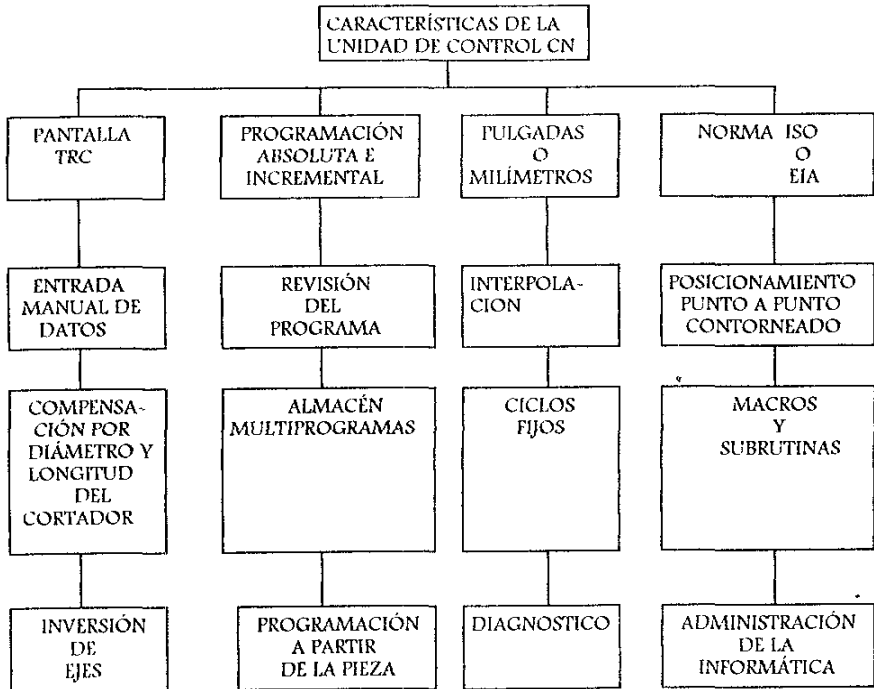 CARACTERÍSTICAS DE LA
UNIDAD DE CONTROL CN
PANTALLA
TRC
PROGRAMACIÓN
ABSOLUTA E
INCREMENTAL
PULGADAS
O
MILÍMETROS
NORMA ISO
O
EIA
ENTRADA
MANUAL DE
DATOS
REVISIÓN
DEL
PROGRAMA
INTERPOLA-
CION
POSICIONAMIENTO
PUNTO A PUNTO
CONTORNEADO
COMPENSA-
CIÓN POR
DIÁMETRO Y
LONGITUD
DEL
CORTADOR
ALMACÉN
MULTIPROGRAMAS
CICLOS
FIJOS
MACROS
Y
SUBRUTINAS
INVERSIÓN
DE
EJES
PROGRAMACIÓN
A PARTIR
DE LA PIEZA
DIAGNOSTICO
ADMINISTRACIÓN
DE LA
INFORMÁTICA